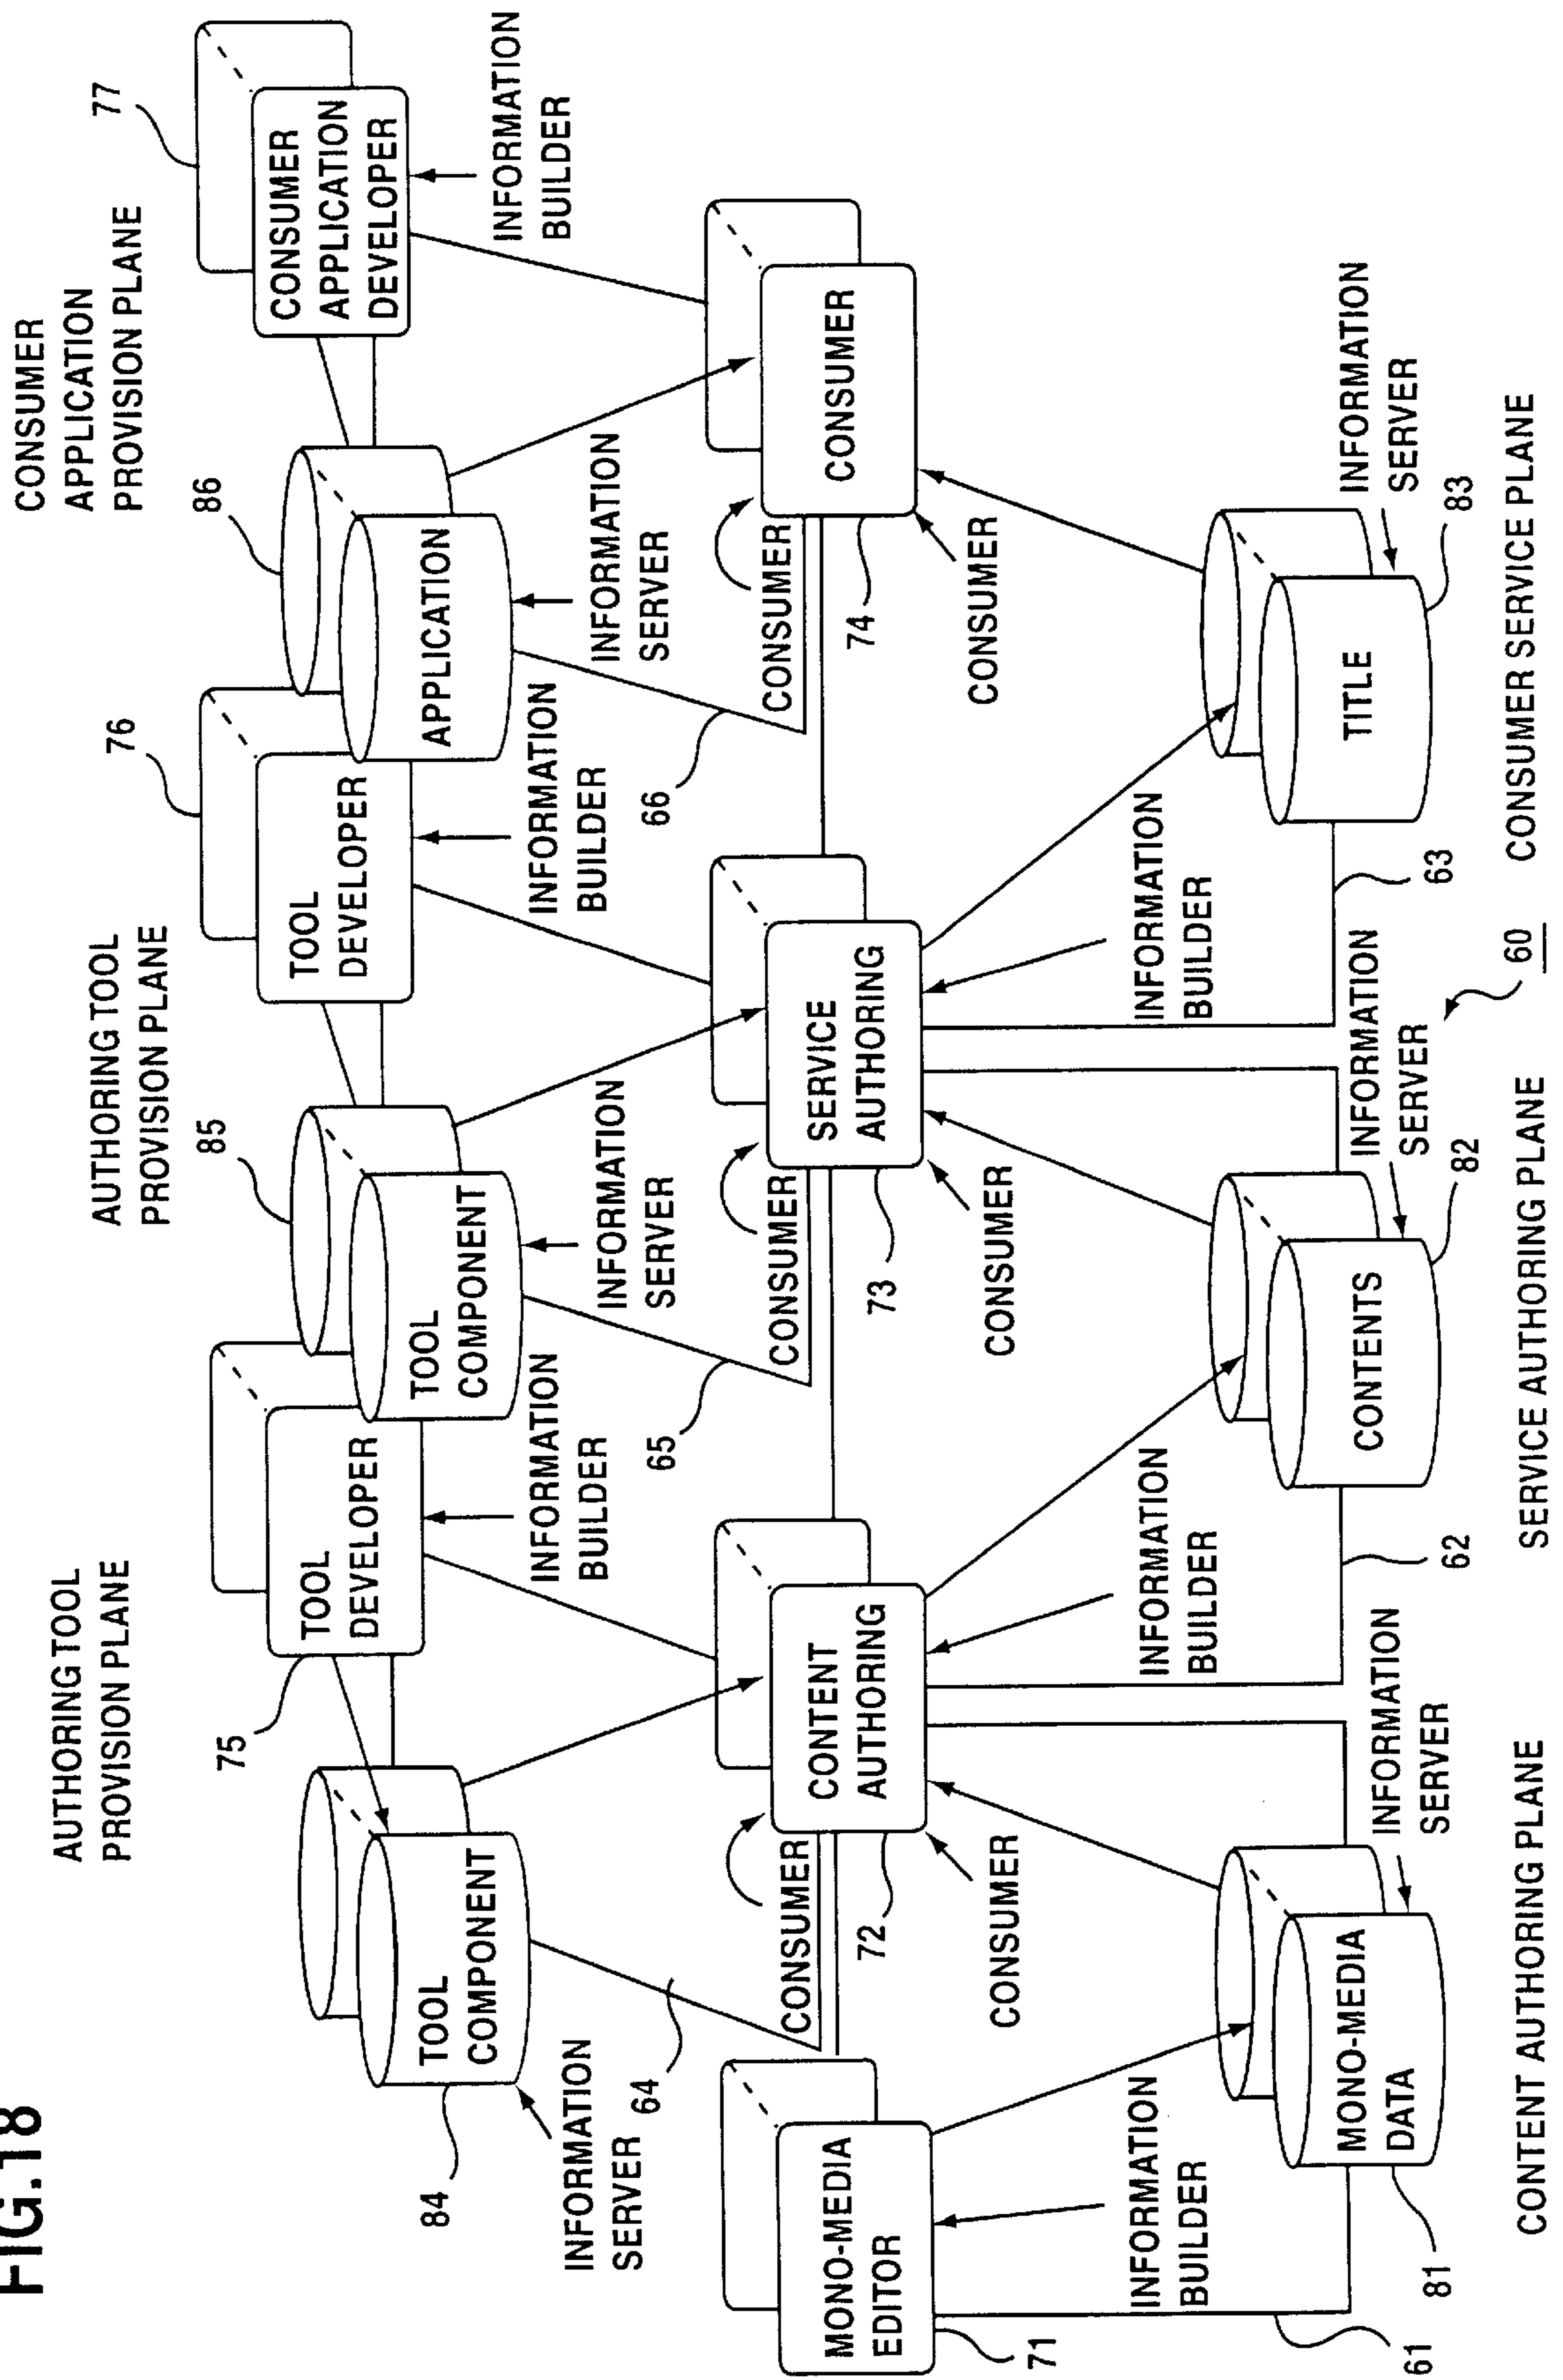 FIG.18
AUTHORING TOOL
PROVISION PLANE
AUTHORING TOOL
PROVISION PLANE
CONSUMER
APPLICATION
PROVISION PLANE
84
TOOL
COMPONENT
INFORMATION
SERVER
64
75
TOOL
DEVELOPER
INFORMATION
BUILDER
85
TOOL
COMPONENT
INFORMATION
SERVER
65
76
TOOL
DEVELOPER
INFORMATION
BUILDER
86
APPLICATION
INFORMATION
SERVER
66
77
CONSUMER
APPLICATION
DEVELOPER
INFORMATION
BUILDER
MONO-MEDIA
EDITOR
71
INFORMATION
BUILDER
CONSUMER
72
CONTENT
AUTHORING
CONSUMER
INFORMATION
BUILDER
CONSUMER
73
SERVICE
AUTHORING
CONSUMER
INFORMATION
BUILDER
CONSUMER
74
CONSUMER
CONSUMER
61
81
MONO-MEDIA
DATA
INFORMATION
SERVER
62
CONTENTS
82
INFORMATION
SERVER
60
63
TITLE
83
INFORMATION
SERVER
CONTENT AUTHORING PLANE
SERVICE AUTHORING PLANE
CONSUMER SERVICE PLANE